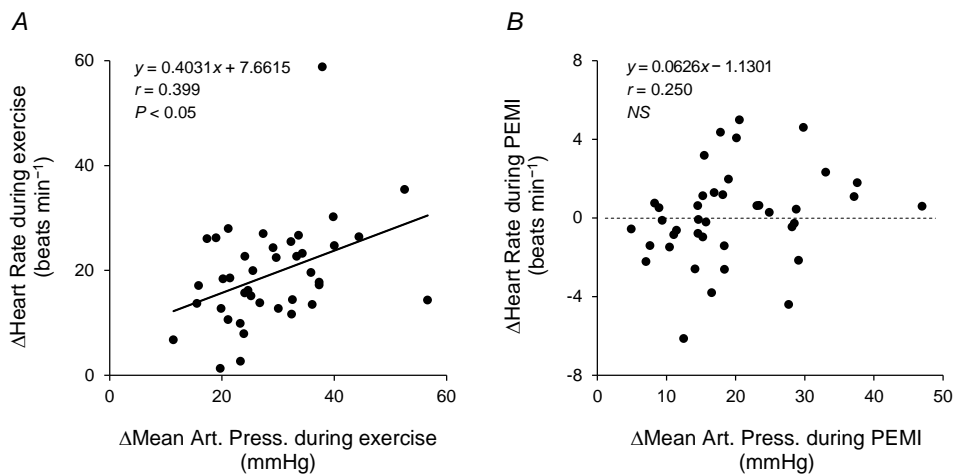 A
y = 0.4031x + 7.6615
r = 0.399
P < 0.05
60
40
20
0
0 20 40 60
ΔHeart Rate during exercise
(beats min⁻¹)
ΔMean Art. Press. during exercise
(mmHg)
B
y = 0.0626x − 1.1301
r = 0.250
NS
8
4
0
-4
-8
0 10 20 30 40 50
ΔHeart Rate during PEMI
(beats min⁻¹)
ΔMean Art. Press. during PEMI
(mmHg)